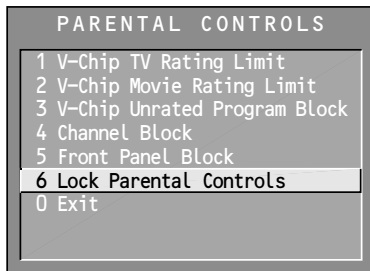 PARENTAL CONTROLS
1 V-Chip TV Rating Limit
2 V-Chip Movie Rating Limit
3 V-Chip Unrated Program Block
4 Channel Block
5 Front Panel Block
6 Lock Parental Controls
0 Exit